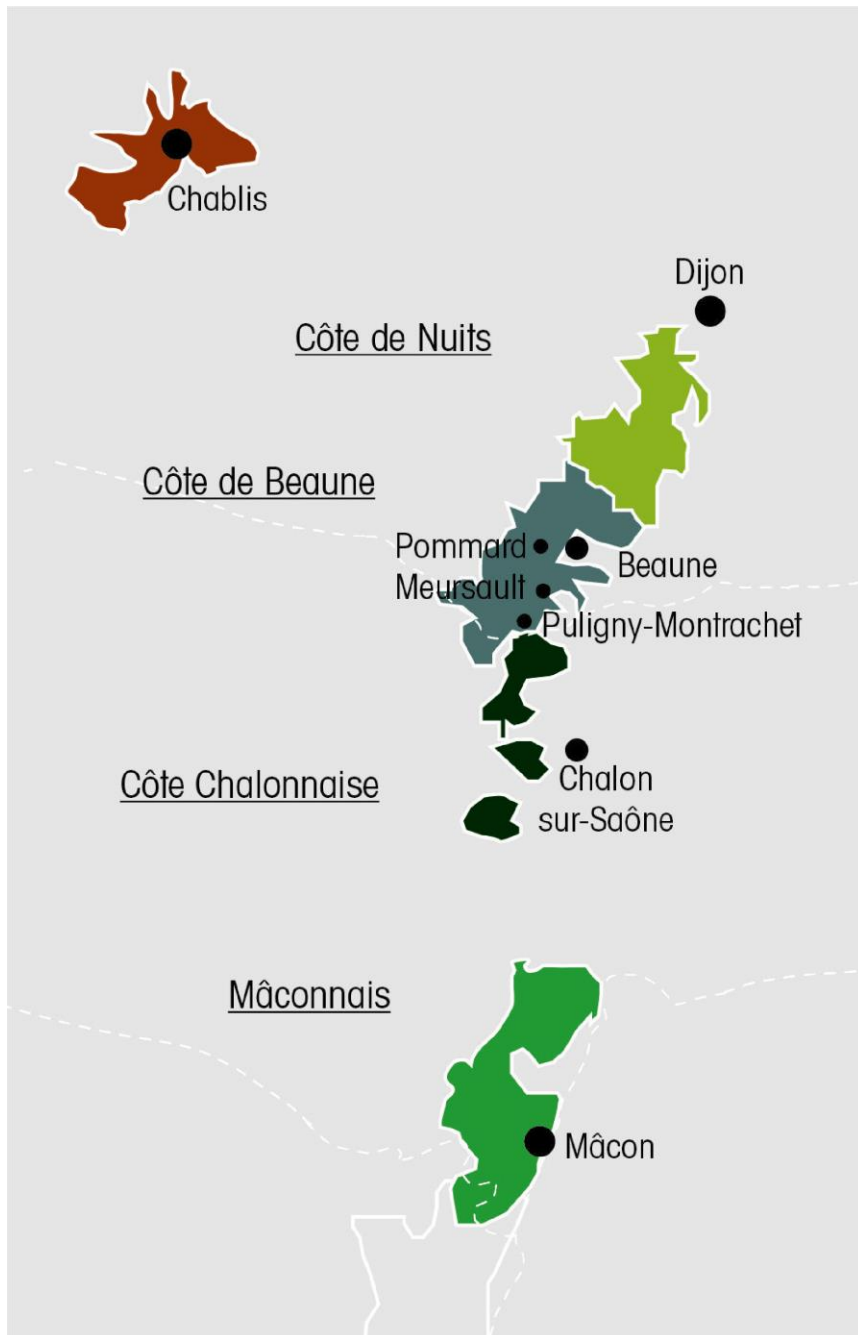 Chablis
Dijon
Côte de Nuits
Côte de Beaune
Pommard
Beaune
Meursault
Puligny-Montrachet
Côte Chalonnaise
Chalon
sur-Saône
Mâconnais
Mâcon